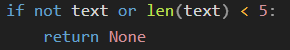 if not text or len(text) < 5:
    return None